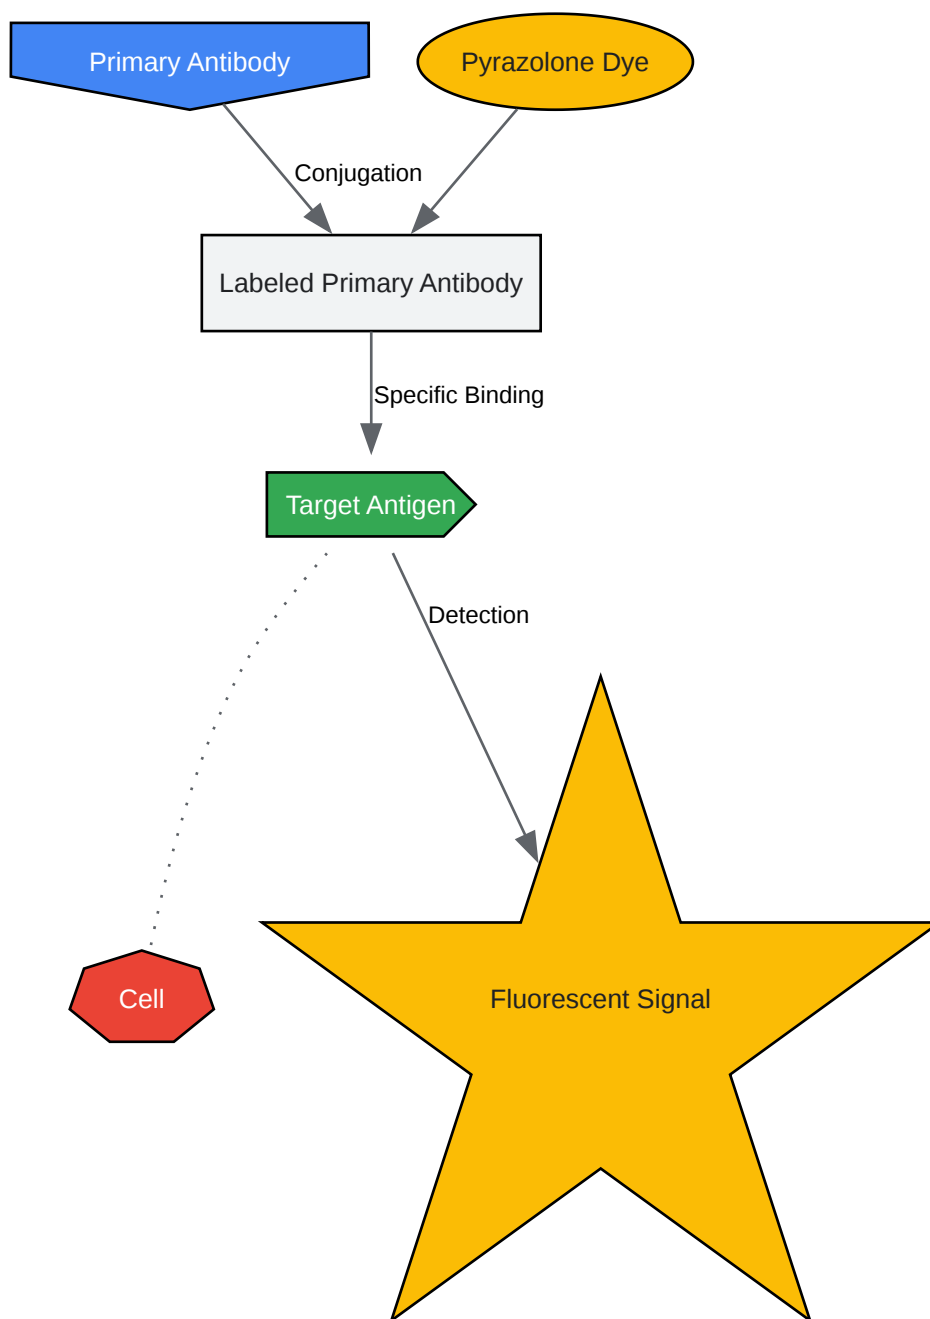 Primary Antibody
Pyrazolone Dye
Conjugation
Labeled Primary Antibody
Specific Binding
Target Antigen
Detection
Cell
Fluorescent Signal